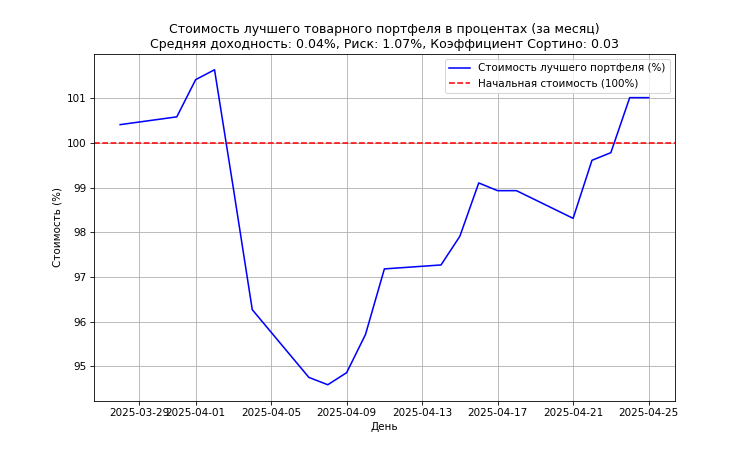 Стоимость лучшего товарного портфеля в процентах (за месяц)
Средняя доходность: 0.04%, Риск: 1.07%, Коэффициент Сортино: 0.03
Стоимость лучшего портфеля (%)
Начальная стоимость (100%)
Стоимость (%)
101
100
99
98
97
96
95
2025-03-29
2025-04-01
2025-04-05
2025-04-09
2025-04-13
2025-04-17
2025-04-21
2025-04-25
День